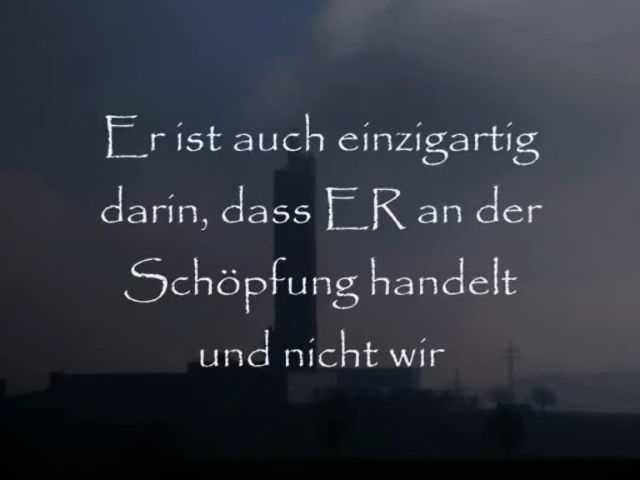 Er ist auch einzigartig
darin, dass ER an der
Schöpfung handelt
und nicht wir